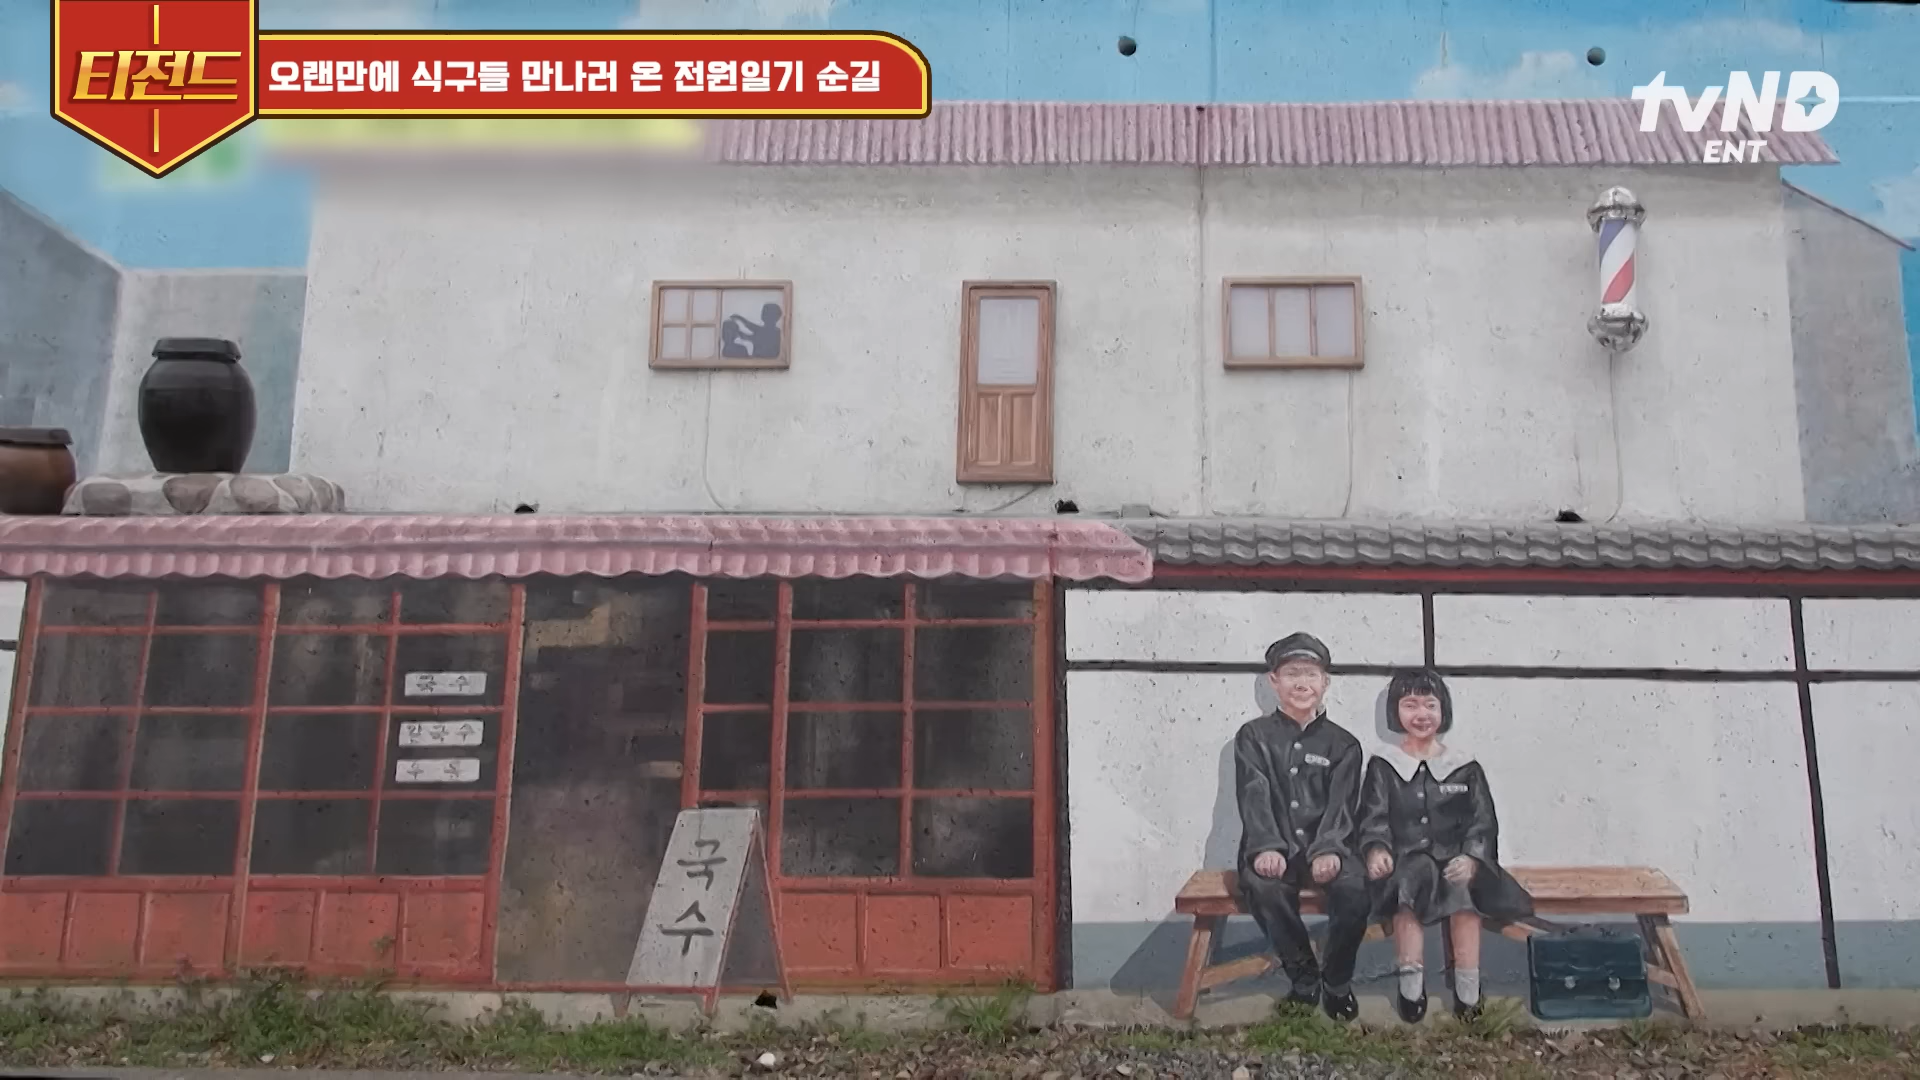 티전드
오랜만에 식구들 만나러 온 전원일기 순길
tvND
ENT
국수
칼국수
우동
국수